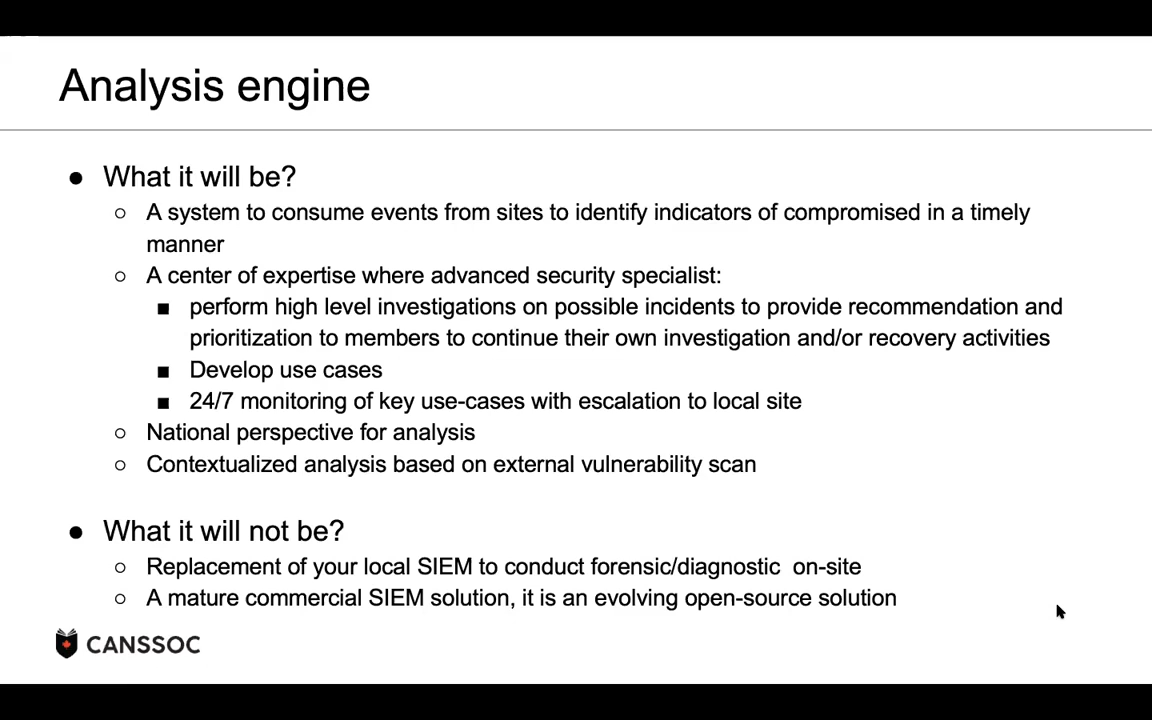 Analysis engine
● What it will be?
○ A system to consume events from sites to identify indicators of compromised in a timely
manner
○ A center of expertise where advanced security specialist:
■ perform high level investigations on possible incidents to provide recommendation and
prioritization to members to continue their own investigation and/or recovery activities
■ Develop use cases
■ 24/7 monitoring of key use-cases with escalation to local site
○ National perspective for analysis
○ Contextualized analysis based on external vulnerability scan
● What it will not be?
○ Replacement of your local SIEM to conduct forensic/diagnostic  on-site
○ A mature commercial SIEM solution, it is an evolving open-source solution
CANSSOC